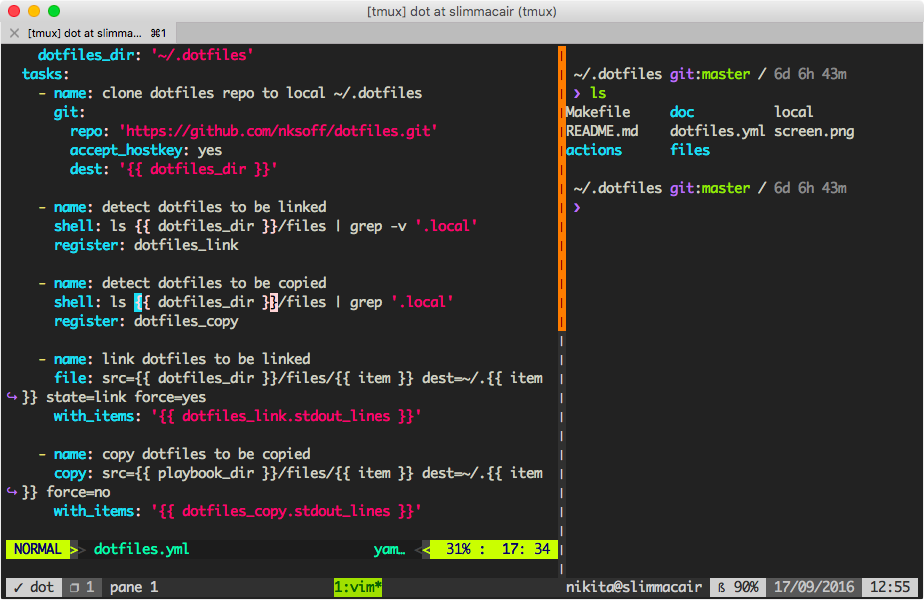 [tmux] dot at slimmacair (tmux)
[tmux] dot at slimma... ⌘1
dotfiles_dir: '~/.dotfiles'
tasks:
- name: clone dotfiles repo to local ~/.dotfiles
git:
repo: 'https://github.com/nksoff/dotfiles.git'
accept_hostkey: yes
dest: '{{ dotfiles_dir }}'
- name: detect dotfiles to be linked
shell: ls {{ dotfiles_dir }}/files | grep -v '.local'
register: dotfiles_link
- name: detect dotfiles to be copied
shell: ls {{ dotfiles_dir }}/files | grep '.local'
register: dotfiles_copy
- name: link dotfiles to be linked
file: src={{ dotfiles_dir }}/files/{{ item }} dest=~/.{{ item
↪ }} state=link force=yes
with_items: '{{ dotfiles_link.stdout_lines }}'
- name: copy dotfiles to be copied
copy: src={{ playbook_dir }}/files/{{ item }} dest=~/.{{ item
↪ }} force=no
with_items: '{{ dotfiles_copy.stdout_lines }}'
NORMAL > dotfiles.yml yam… < 31% : 17: 34
~/.dotfiles git:master / 6d 6h 43m
❯ ls
Makefile doc local
README.md dotfiles.yml screen.png
actions files
~/.dotfiles git:master / 6d 6h 43m
❯
✓ dot ❐ 1 pane 1 1:vim* nikita@slimmacair ß 90% 17/09/2016 12:55